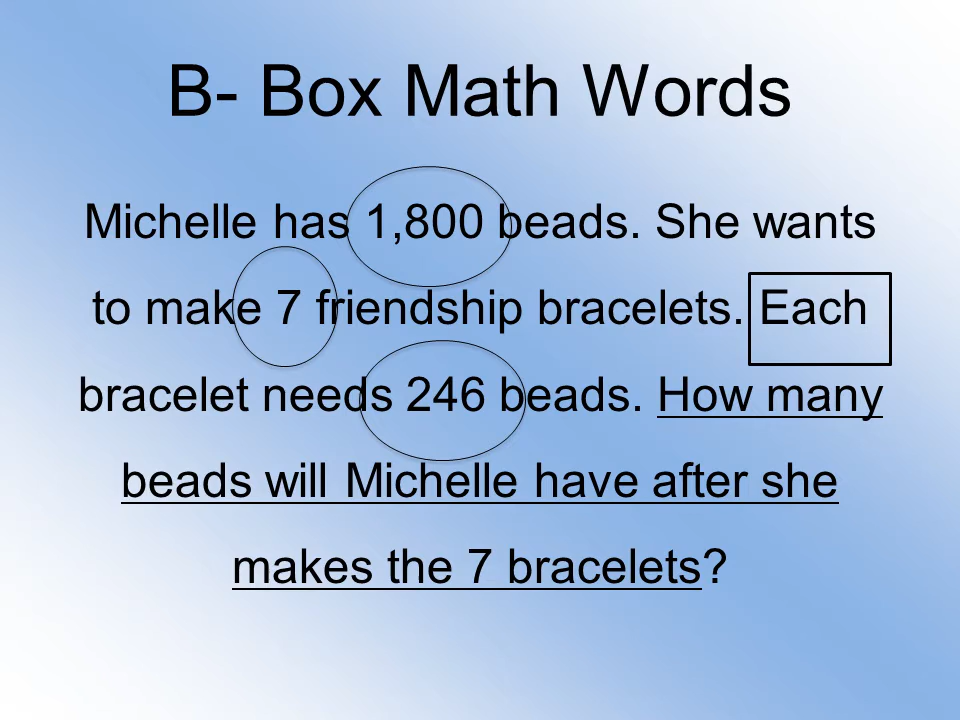 B- Box Math Words
Michelle has 1,800 beads. She wants
to make 7 friendship bracelets. Each
bracelet needs 246 beads. How many
beads will Michelle have after she
makes the 7 bracelets?